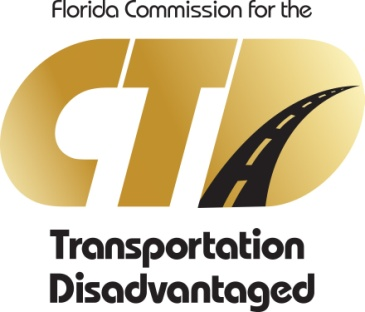 Florida Commission for the
CTD
Transportation
Disadvantaged